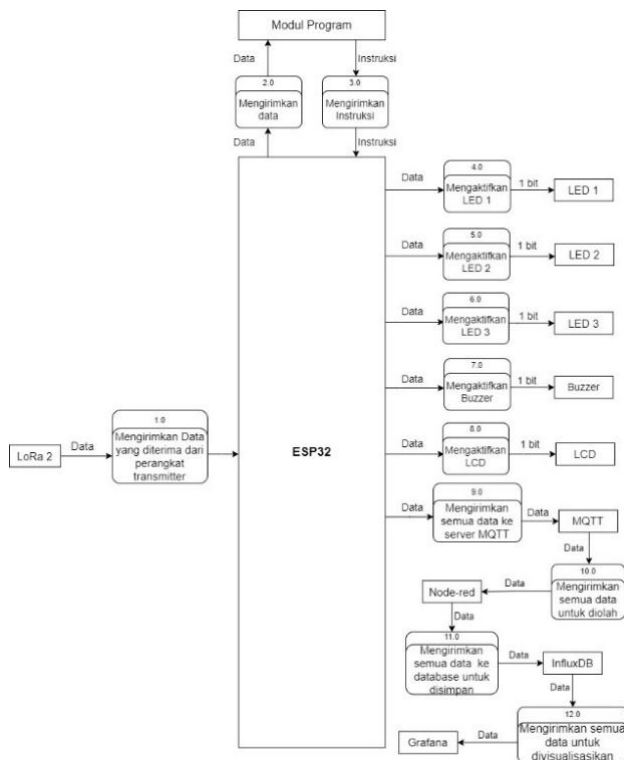 Modul Program
Data
Instruksi
2.0
Mengirimkan
data
3.0
Mengirimkan
Instruksi
Data
Instruksi
ESP32
LoRa 2
Data
1.0
Mengirimkan Data
yang diterima dari
perangkat
transmitter
Data
4.0
Mengaktifkan
LED 1
1 bit
LED 1
Data
5.0
Mengaktifkan
LED 2
1 bit
LED 2
Data
6.0
Mengaktifkan
LED 3
1 bit
LED 3
Data
7.0
Mengaktifkan
Buzzer
1 bit
Buzzer
Data
8.0
Mengaktifkan
LCD
1 bit
LCD
Data
9.0
Mengirimkan
semua data ke
server MQTT
Data
MQTT
Data
10.0
Mengirimkan
semua data
untuk diolah
Data
Node-red
Data
11.0
Mengirimkan
semua data ke
database untuk
disimpan
Data
InfluxDB
Data
12.0
Mengirimkan semua
data untuk
divisualisasikan
Data
Grafana